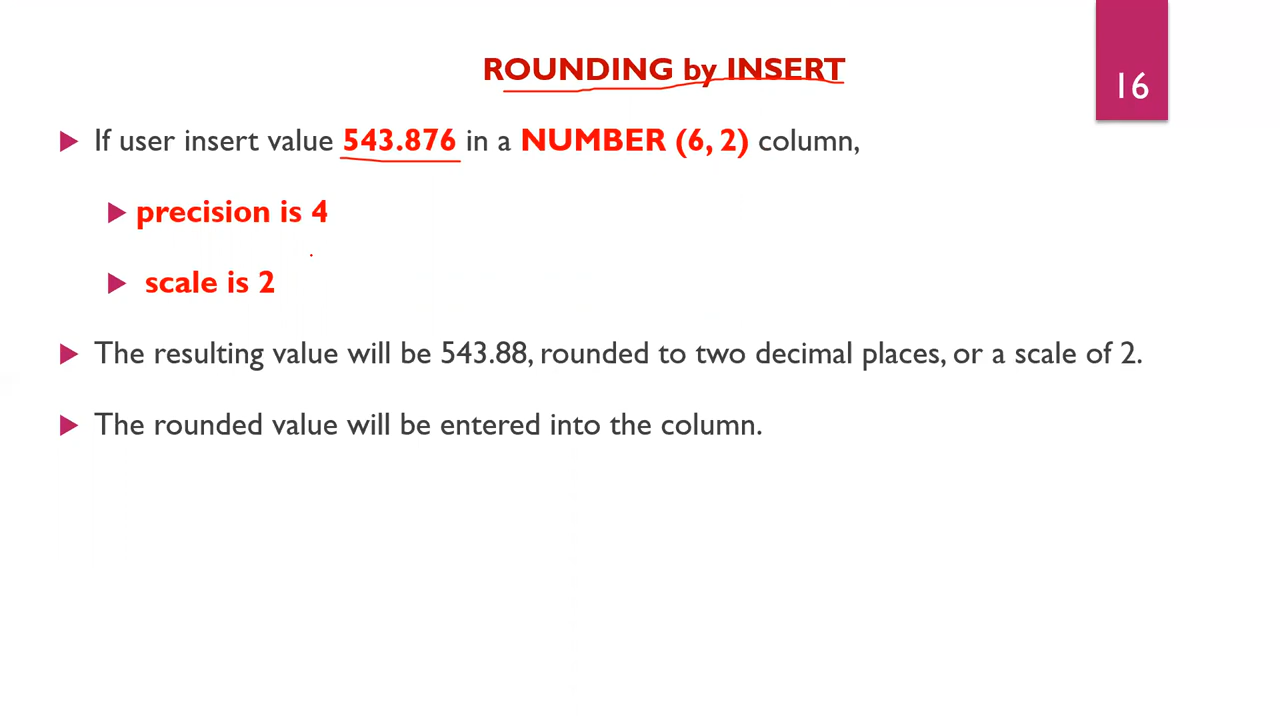 ROUNDING by INSERT
16
If user insert value 543.876 in a NUMBER (6, 2) column,
precision is 4
scale is 2
The resulting value will be 543.88, rounded to two decimal places, or a scale of 2.
The rounded value will be entered into the column.